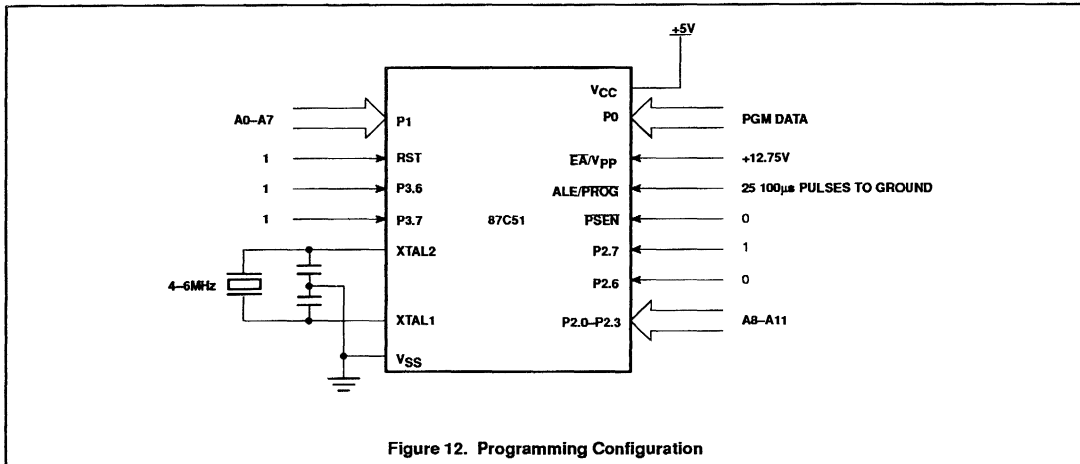 +5V
VCC
A0–A7
P1
P0
PGM DATA
1
RST
EA/VPP
+12.75V
1
P3.6
ALE/PROG
25 100µs PULSES TO GROUND
1
P3.7
87C51
PSEN
0
XTAL2
P2.7
1
P2.6
0
4–6MHz
XTAL1
P2.0–P2.3
A8–A11
VSS
Figure 12. Programming Configuration